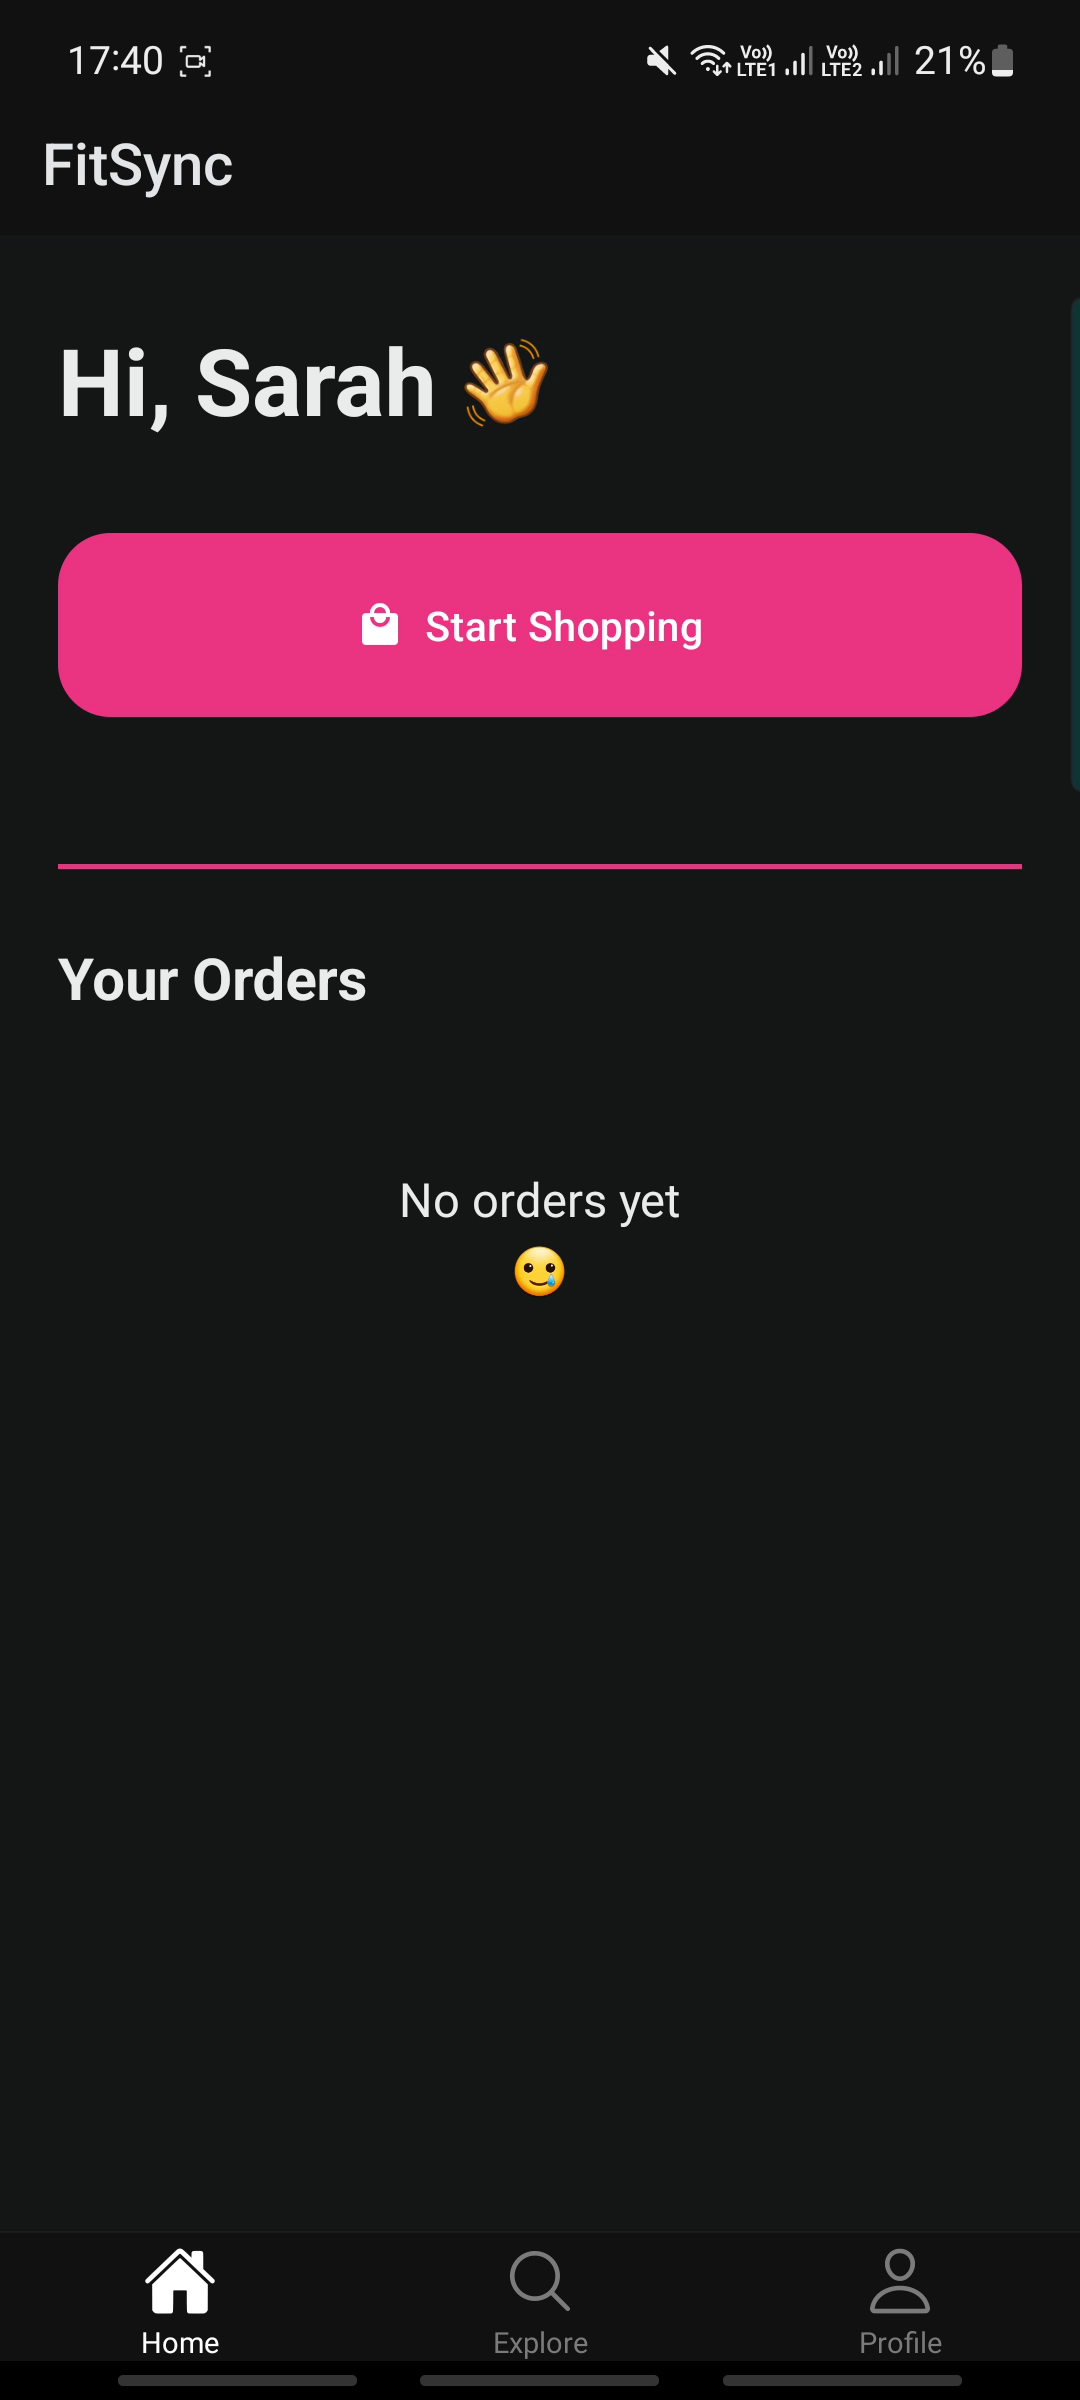 17:40
Vo)) LTE1 Vo)) LTE2 21%
FitSync
Hi, Sarah 👋
Start Shopping
Your Orders
No orders yet
🥲
Home Explore Profile